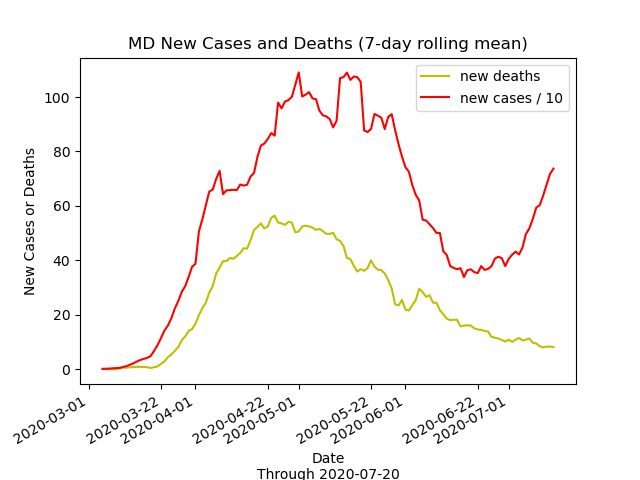 MD New Cases and Deaths (7-day rolling mean)
new deaths
new cases / 10
New Cases or Deaths
100
80
60
40
20
0
2020-03-01
2020-03-22
2020-04-01
2020-04-22
2020-05-01
2020-05-22
2020-06-01
2020-06-22
2020-07-01
Date
Through 2020-07-20